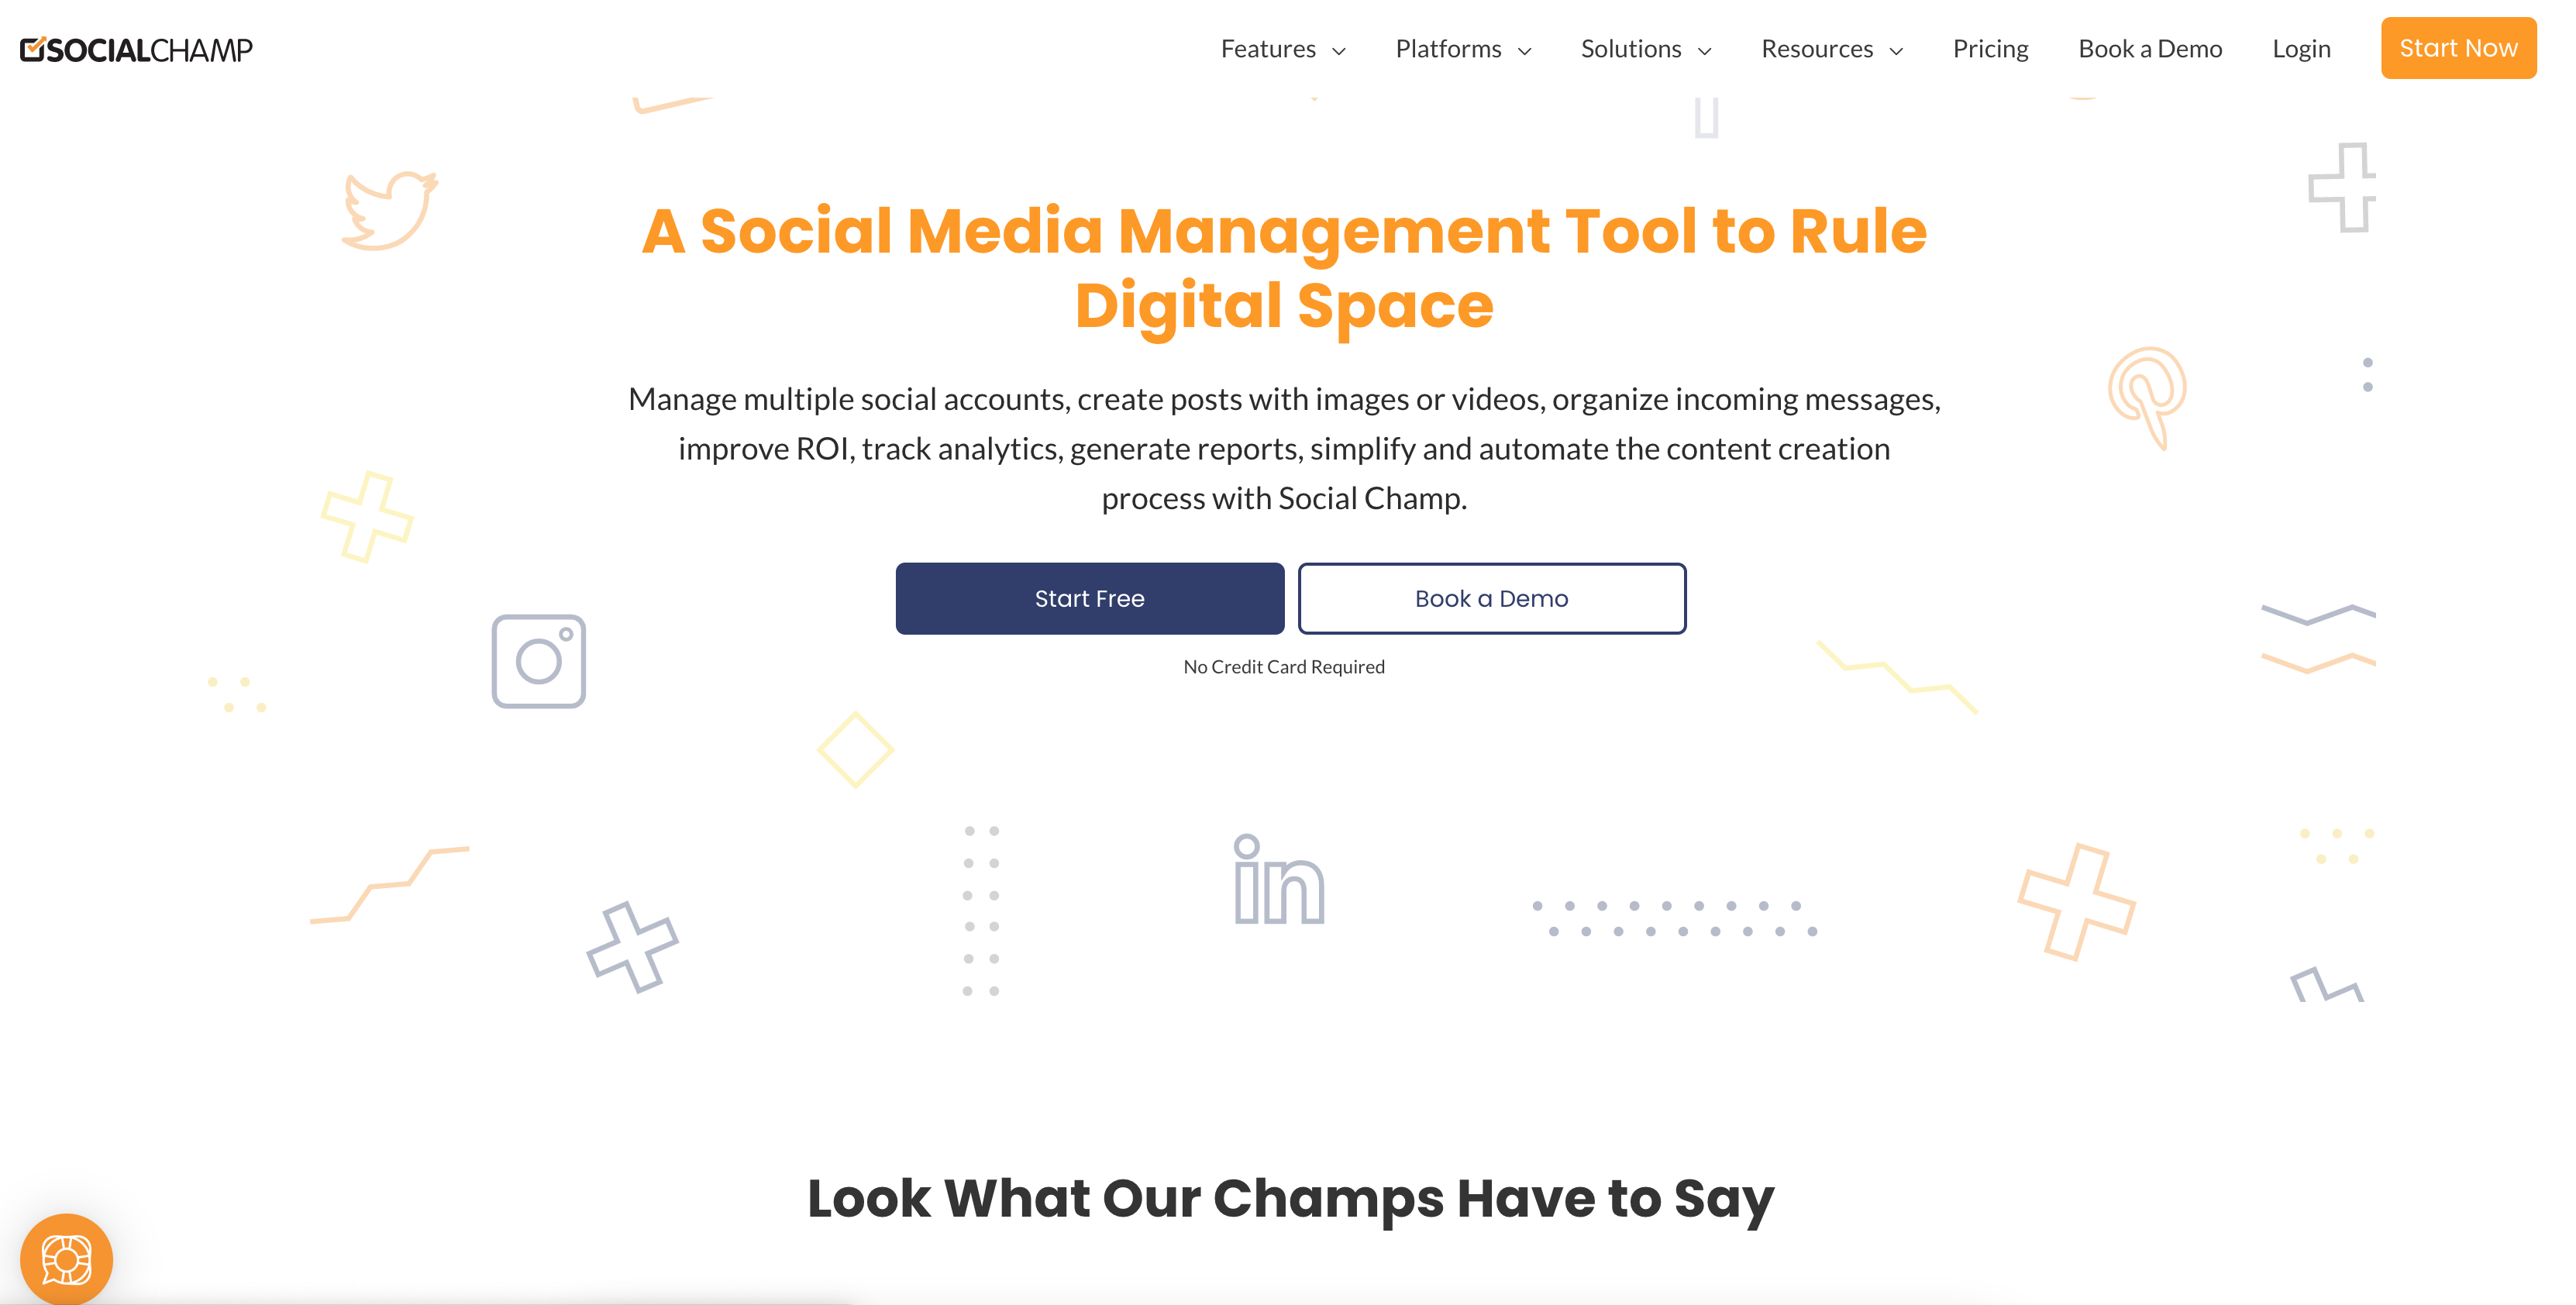 SOCIALCHAMP
Features
Platforms
Solutions
Resources
Pricing
Book a Demo
Login
Start Now
A Social Media Management Tool to Rule
Digital Space
Manage multiple social accounts, create posts with images or videos, organize incoming messages,
improve ROI, track analytics, generate reports, simplify and automate the content creation
process with Social Champ.
Start Free
Book a Demo
No Credit Card Required
in
Look What Our Champs Have to Say